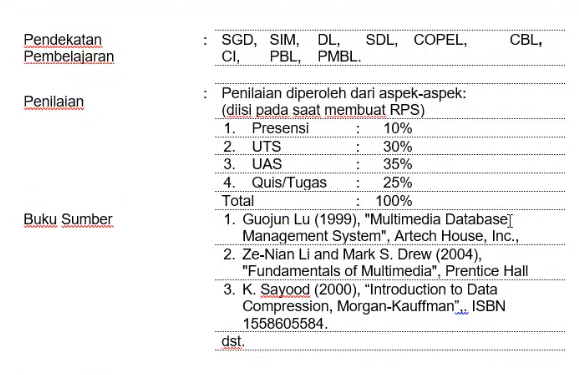 Pendekatan : SGD, SIM, DL, SDL, COPEL, CBL,
Pembelajaran CI, PBL, PMBL.
Penilaian : Penilaian diperoleh dari aspek-aspek:
(diisi pada saat membuat RPS)
1. Presensi : 10%
2. UTS : 30%
3. UAS : 35%
4. Quis/Tugas : 25%
Total : 100%
Buku Sumber 1. Guojun Lu (1999), "Multimedia Database
Management System", Artech House, Inc.,
2. Ze-Nian Li and Mark S. Drew (2004),
"Fundamentals of Multimedia", Prentice Hall
3. K. Sayood (2000), “Introduction to Data
Compression, Morgan-Kauffman”,. ISBN
1558605584.
dst.